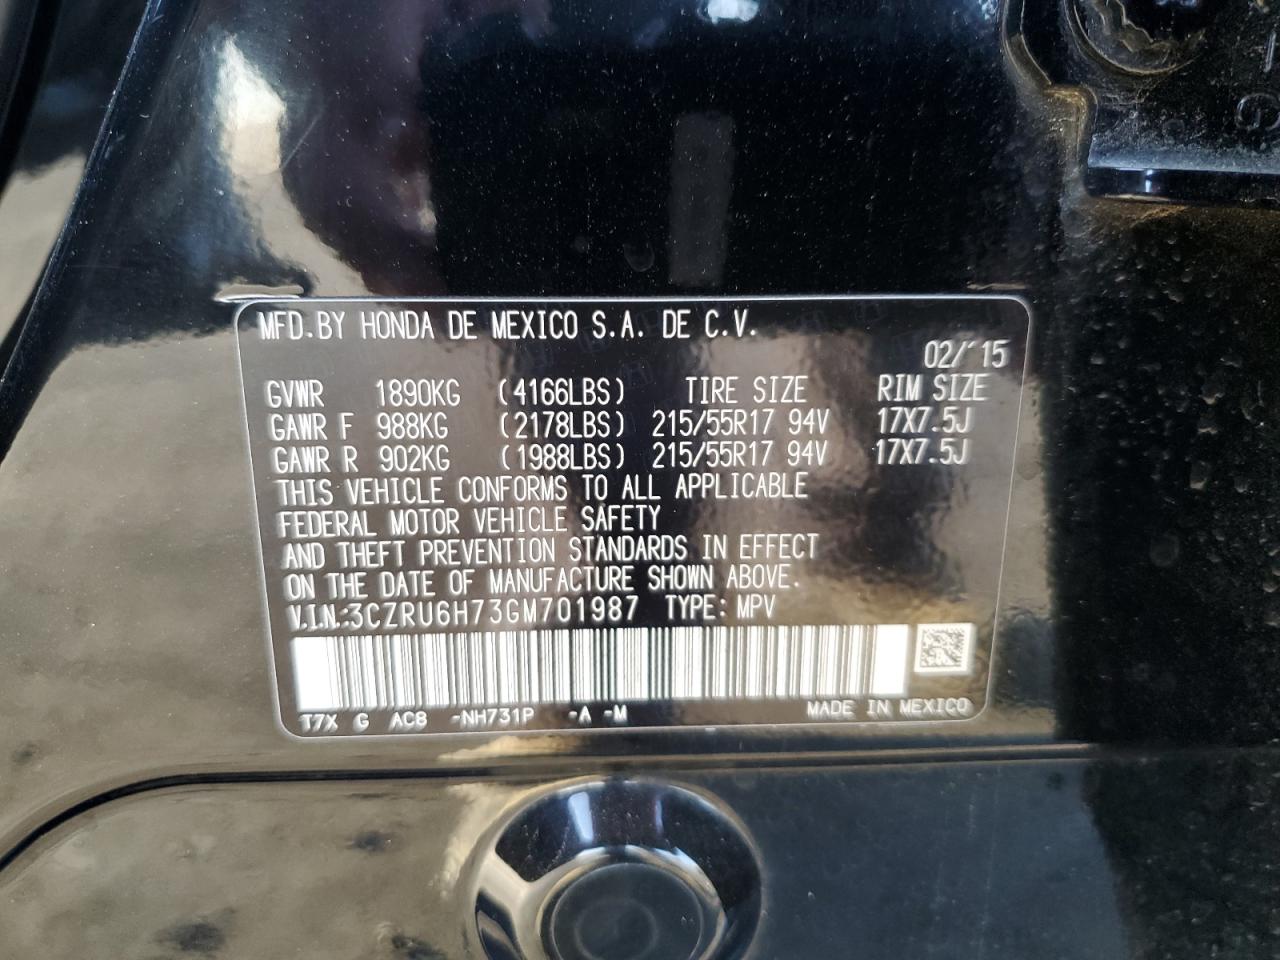 MFD.BY HONDA DE MEXICO S.A. DE C.V.
02/'15
GVWR 1890KG (4166LBS) TIRE SIZE RIM SIZE
GAWR F 988KG (2178LBS) 215/55R17 94V 17X7.5J
GAWR R 902KG (1988LBS) 215/55R17 94V 17X7.5J
THIS VEHICLE CONFORMS TO ALL APPLICABLE
FEDERAL MOTOR VEHICLE SAFETY
AND THEFT PREVENTION STANDARDS IN EFFECT
ON THE DATE OF MANUFACTURE SHOWN ABOVE.
V.I.N.:3CZRU6H73GM701987 TYPE: MPV
T7X G AC8 -NH731P -A -M MADE IN MEXICO